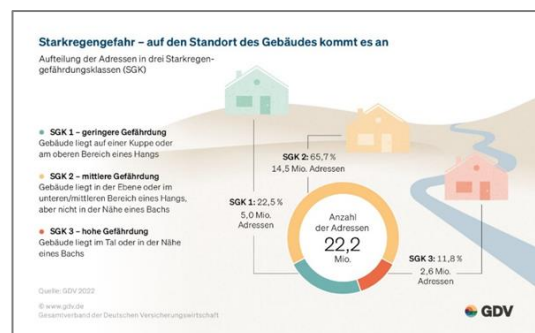 Starkregengefahr – auf den Standort des Gebäudes kommt es an
Aufteilung der Adressen in drei Starkregen-
gefährdungsklassen (SGK)
SGK 1 – geringere Gefährdung
Gebäude liegt auf einer Kuppe oder
am oberen Bereich eines Hangs
SGK 2 – mittlere Gefährdung
Gebäude liegt in der Ebene oder im
unteren/mittleren Bereich eines Hangs,
aber nicht in der Nähe eines Bachs
SGK 3 – hohe Gefährdung
Gebäude liegt im Tal oder in der Nähe
eines Bachs
SGK 2: 65,7 %
14,5 Mio. Adressen
SGK 1: 22,5 %
5,0 Mio.
Adressen
Anzahl
der Adressen
22,2
Mio.
SGK 3: 11,8 %
2,6 Mio.
Adressen
Quelle: GDV 2022
© www.gdv.de
Gesamtverband der Deutschen Versicherungswirtschaft
GDV